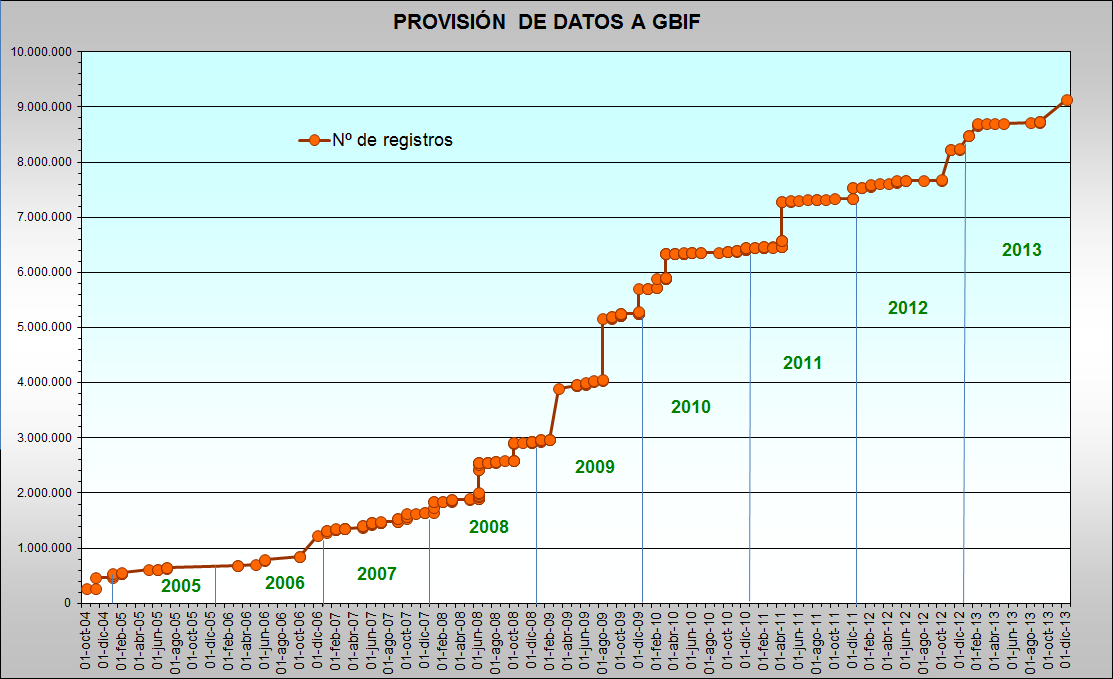 PROVISIÓN DE DATOS A GBIF
10.000.000
9.000.000
8.000.000
7.000.000
6.000.000
5.000.000
4.000.000
3.000.000
2.000.000
1.000.000
0
Nº de registros
2005
2006
2007
2008
2009
2010
2011
2012
2013
01-oct-04
01-dic-04
01-feb-05
01-abr-05
01-jun-05
01-ago-05
01-oct-05
01-dic-05
01-feb-06
01-abr-06
01-jun-06
01-ago-06
01-oct-06
01-dic-06
01-feb-07
01-abr-07
01-jun-07
01-ago-07
01-oct-07
01-dic-07
01-feb-08
01-abr-08
01-jun-08
01-ago-08
01-oct-08
01-dic-08
01-feb-09
01-abr-09
01-jun-09
01-ago-09
01-oct-09
01-dic-09
01-feb-10
01-abr-10
01-jun-10
01-ago-10
01-oct-10
01-dic-10
01-feb-11
01-abr-11
01-jun-11
01-ago-11
01-oct-11
01-dic-11
01-feb-12
01-abr-12
01-jun-12
01-ago-12
01-oct-12
01-dic-12
01-feb-13
01-abr-13
01-jun-13
01-ago-13
01-oct-13
01-dic-13